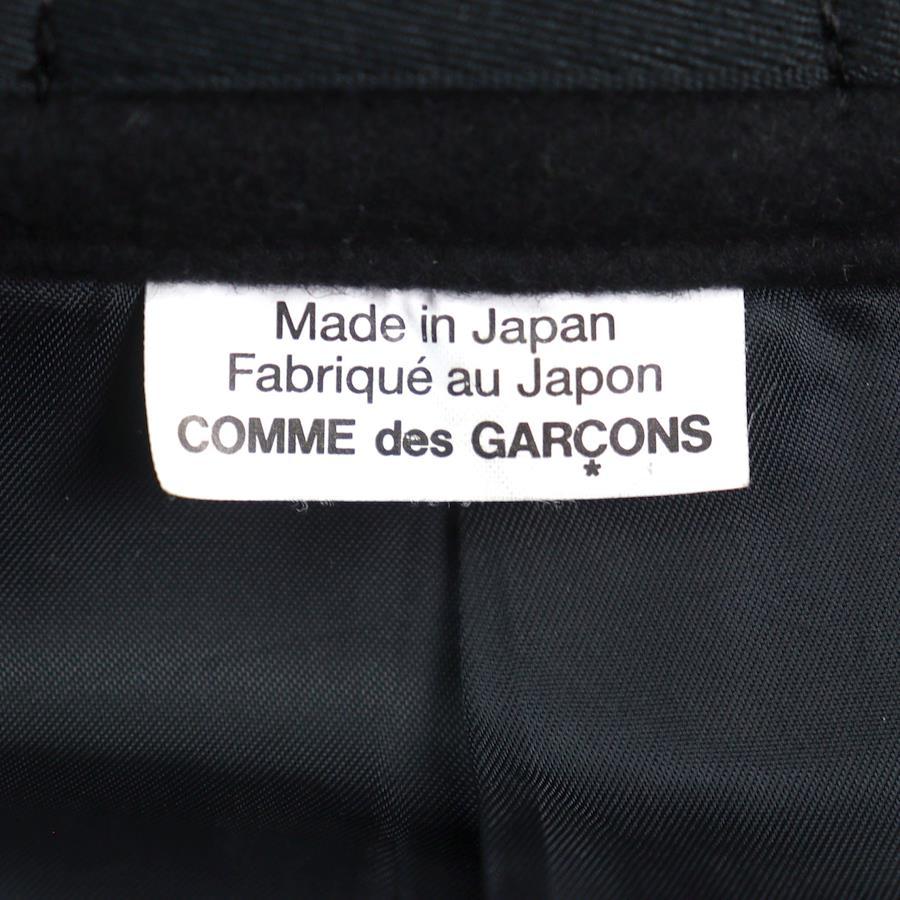 Made in Japan
Fabriqué au Japon
COMME des GARÇONS
*